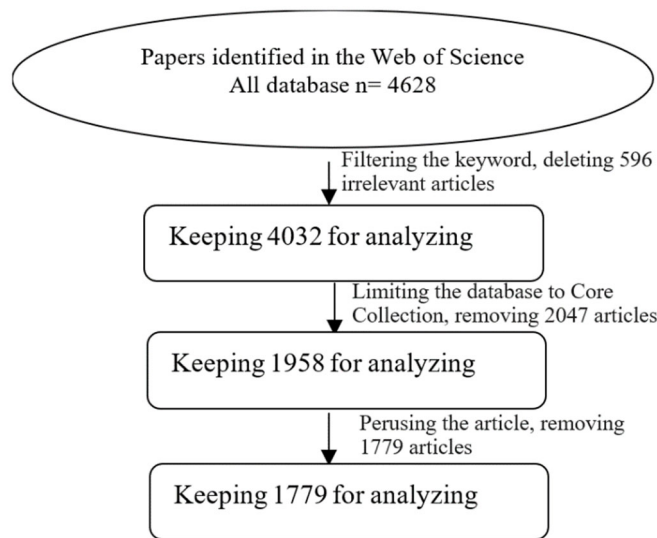 Papers identified in the Web of Science
All database n= 4628
Filtering the keyword, deleting 596
irrelevant articles
Keeping 4032 for analyzing
Limiting the database to Core
Collection, removing 2047 articles
Keeping 1958 for analyzing
Perusing the article, removing
1779 articles
Keeping 1779 for analyzing